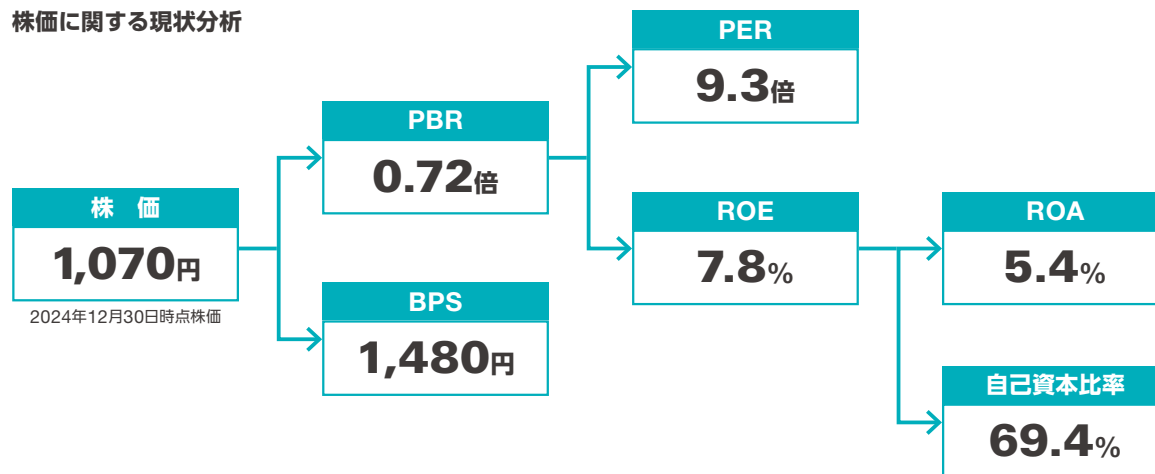 株価に関する現状分析
株 価
1,070円
2024年12月30日時点株価
PBR
0.72倍
BPS
1,480円
PER
9.3倍
ROE
7.8%
ROA
5.4%
自己資本比率
69.4%